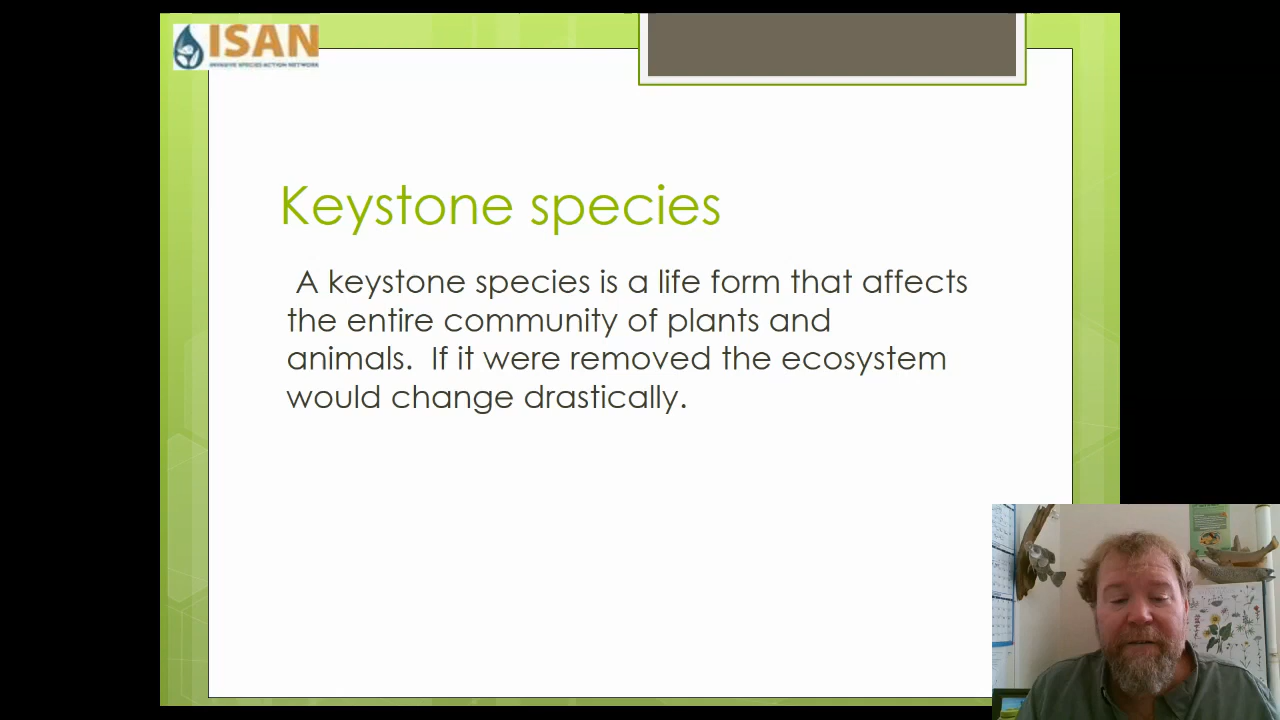 ISAN
INVASIVE SPECIES ACTION NETWORK
Keystone species
A keystone species is a life form that affects
the entire community of plants and
animals.  If it were removed the ecosystem
would change drastically.